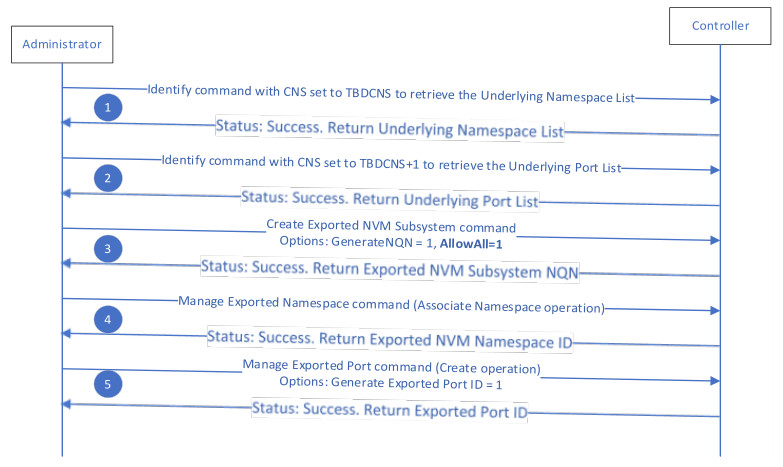 Administrator
Controller
Identify command with CNS set to TBDCNS to retrieve the Underlying Namespace List
1
Status: Success. Return Underlying Namespace List
Identify command with CNS set to TBDCNS+1 to retrieve the Underlying Port List
2
Status: Success. Return Underlying Port List
Create Exported NVM Subsystem command
Options: GenerateNQN = 1, AllowAll=1
3
Status: Success. Return Exported NVM Subsystem NQN
Manage Exported Namespace command (Associate Namespace operation)
4
Status: Success. Return Exported NVM Namespace ID
Manage Exported Port command (Create operation)
Options: Generate Exported Port ID = 1
5
Status: Success. Return Exported Port ID